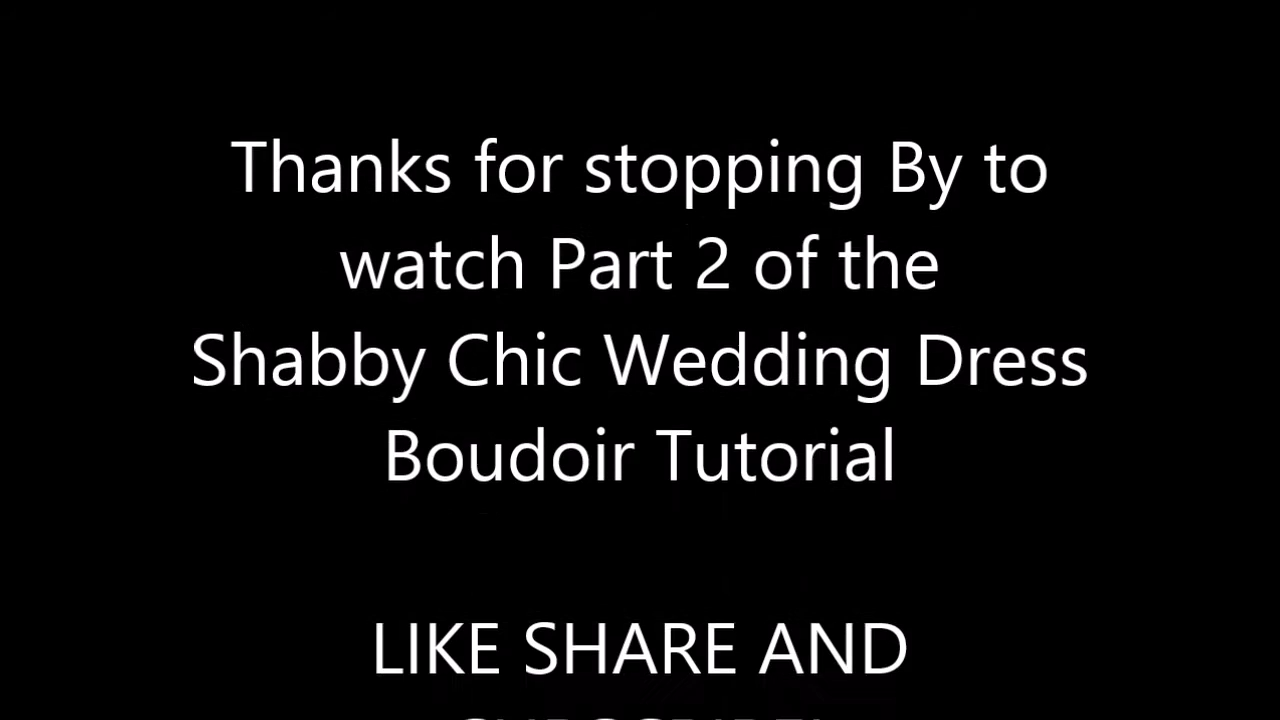 Thanks for stopping By to
watch Part 2 of the
Shabby Chic Wedding Dress
Boudoir Tutorial
LIKE SHARE AND